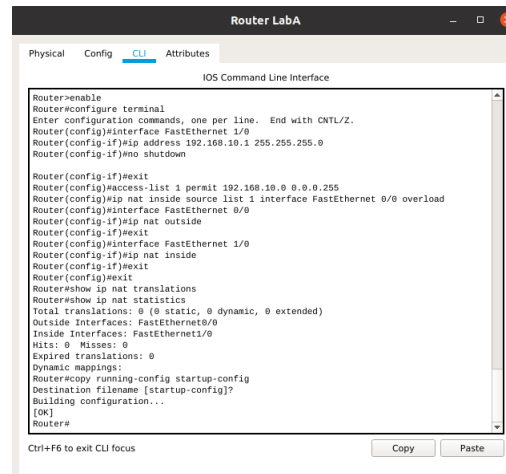 Router LabA
Physical Config CLI Attributes
IOS Command Line Interface
Router>enable
Router#configure terminal
Enter configuration commands, one per line.  End with CNTL/Z.
Router(config)#interface FastEthernet 1/0
Router(config-if)#ip address 192.168.10.1 255.255.255.0
Router(config-if)#no shutdown
Router(config-if)#exit
Router(config)#access-list 1 permit 192.168.10.0 0.0.0.255
Router(config)#ip nat inside source list 1 interface FastEthernet 0/0 overload
Router(config)#interface FastEthernet 0/0
Router(config-if)#ip nat outside
Router(config-if)#exit
Router(config)#interface FastEthernet 1/0
Router(config-if)#ip nat inside
Router(config-if)#exit
Router(config)#exit
Router#show ip nat translations
Router#show ip nat statistics
Total translations: 0 (0 static, 0 dynamic, 0 extended)
Outside Interfaces: FastEthernet0/0
Inside Interfaces: FastEthernet1/0
Hits: 0  Misses: 0
Expired translations: 0
Dynamic mappings:
Router#copy running-config startup-config
Destination filename [startup-config]?
Building configuration...
[OK]
Router#
Ctrl+F6 to exit CLI focus Copy Paste